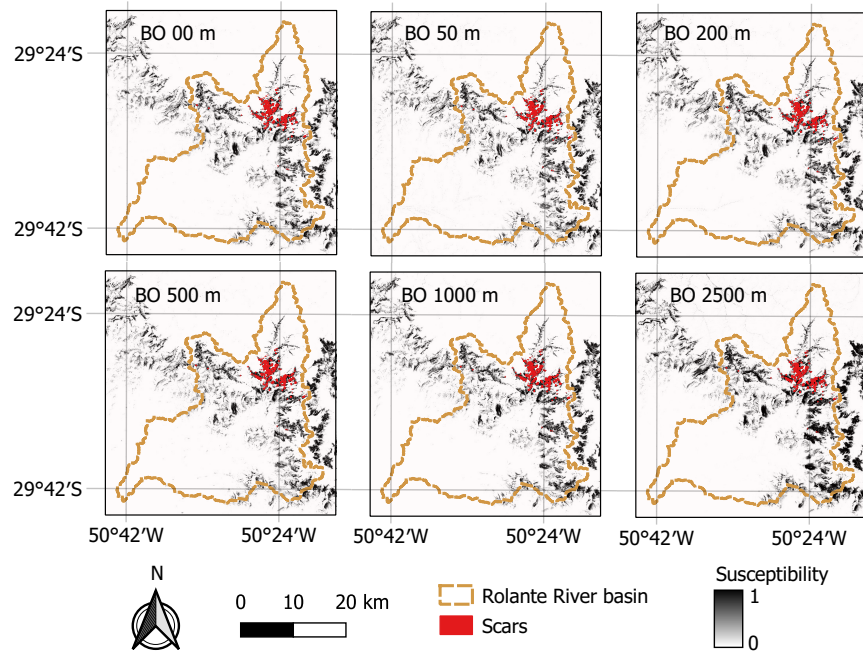 BO 00 m
BO 50 m
BO 200 m
29°24′S
29°42′S
BO 500 m
BO 1000 m
BO 2500 m
29°24′S
29°42′S
50°42′W
50°24′W
50°42′W
50°24′W
50°42′W
50°24′W
N
0 10 20 km
Rolante River basin
Scars
Susceptibility
1
0